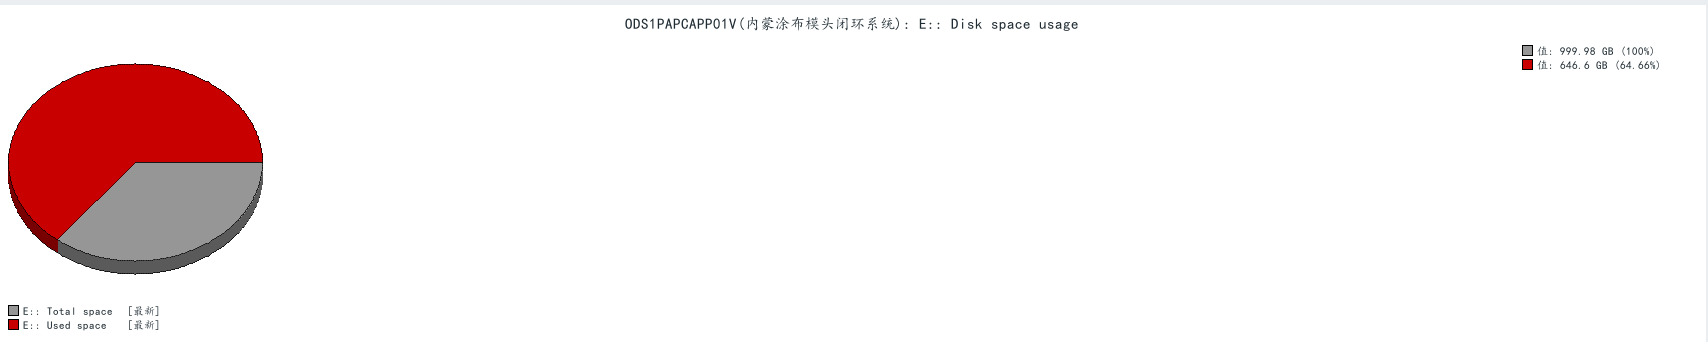 ODS1PAPCAPP01V(内蒙涂布模头闭环系统): E:: Disk space usage
值: 999.98 GB (100%)
值: 646.6 GB (64.66%)
E:: Total space [最新]
E:: Used space [最新]